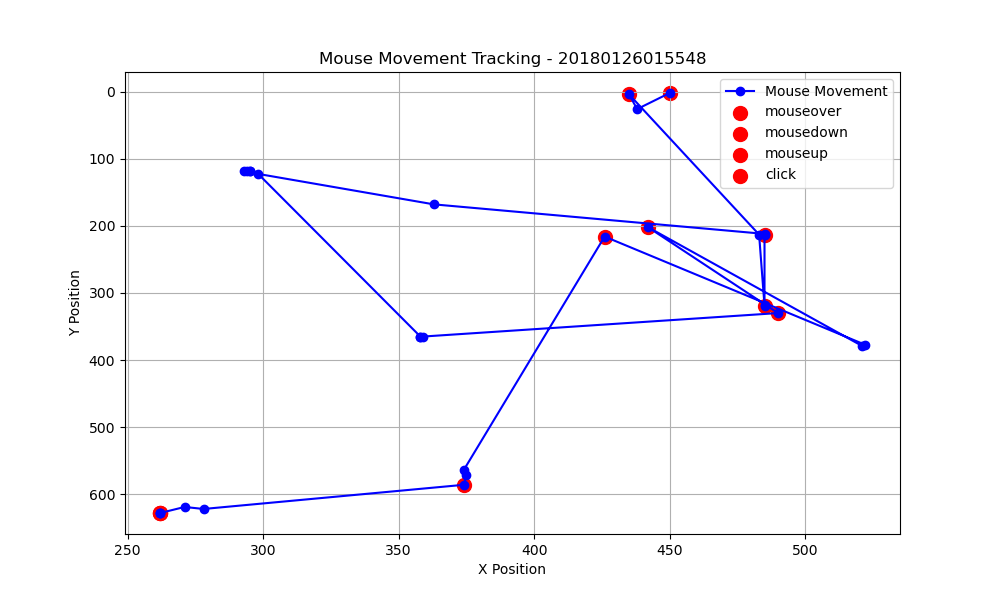 Mouse Movement Tracking - 20180126015548
Mouse Movement
mouseover
mousedown
mouseup
click
0
100
200
300
400
500
600
Y Position
250
300
350
400
450
500
X Position